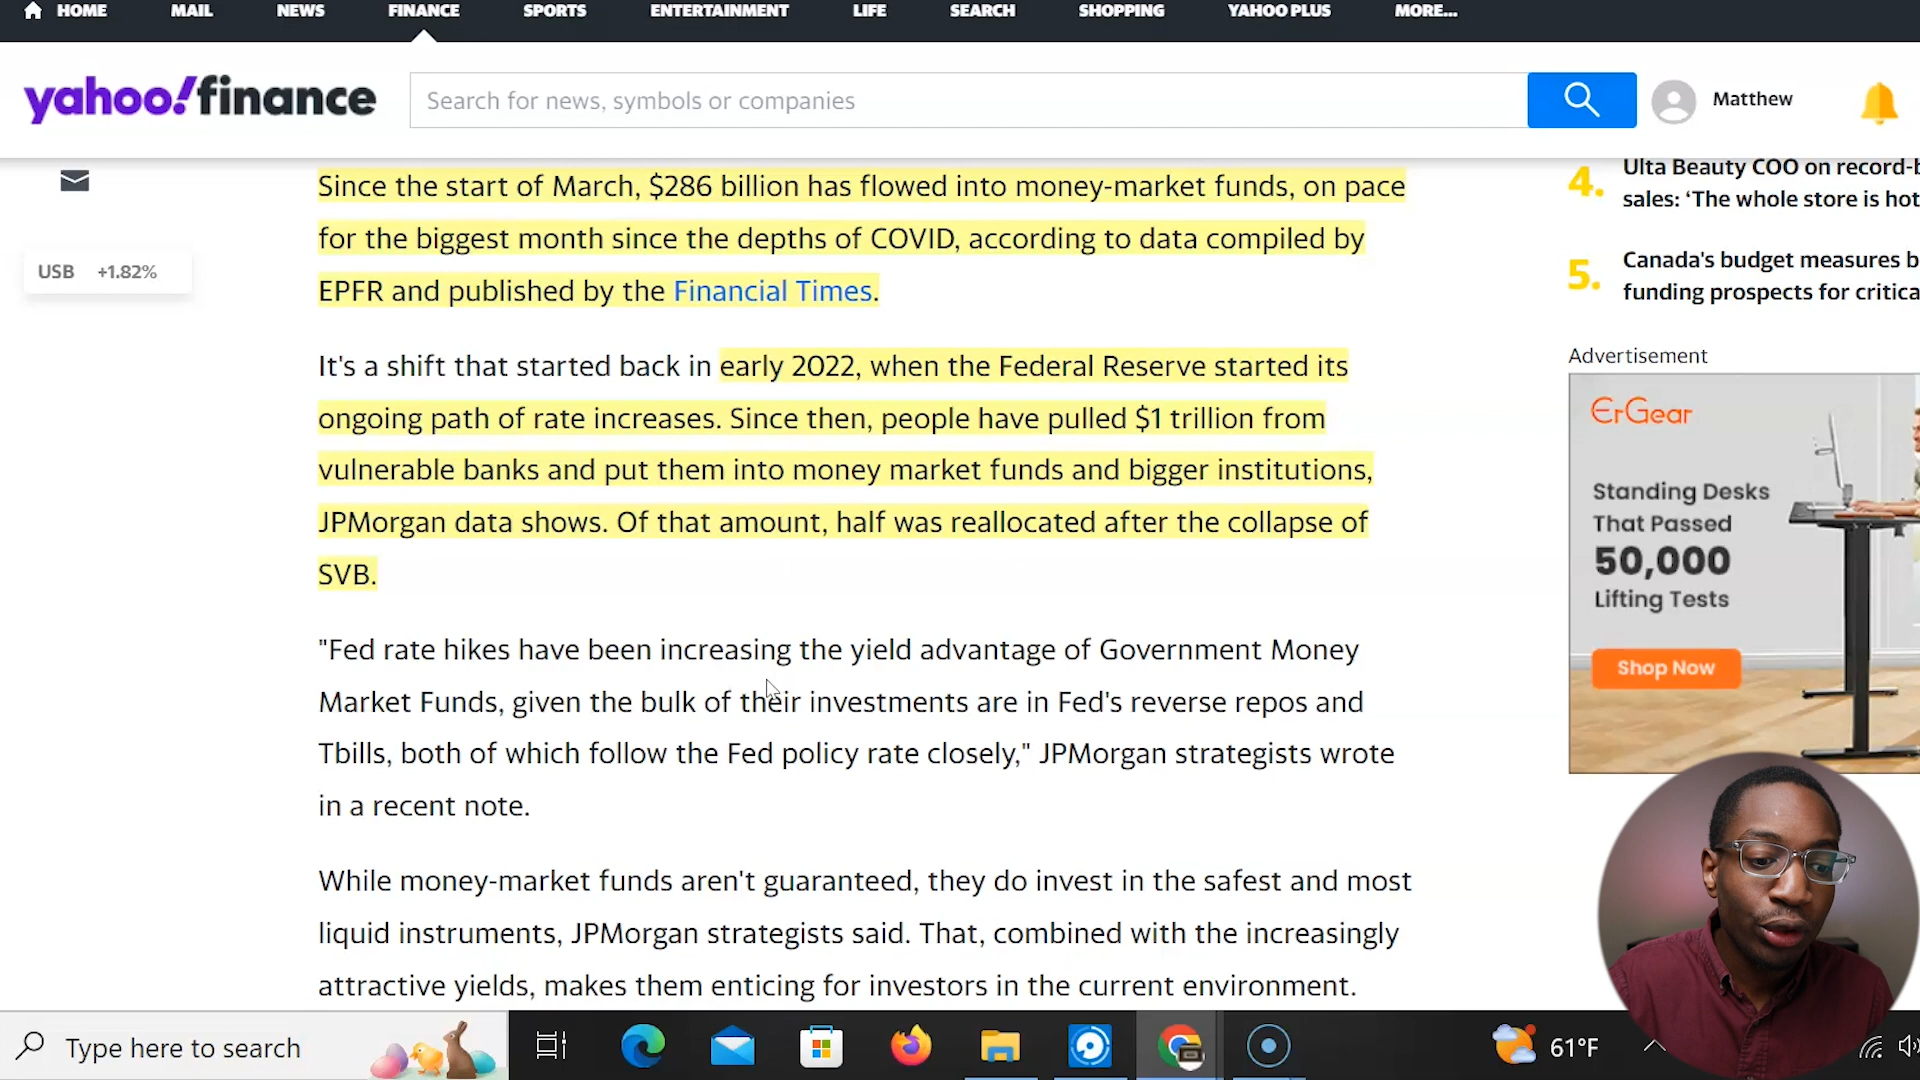 HOME MAIL NEWS FINANCE SPORTS ENTERTAINMENT LIFE SEARCH SHOPPING YAHOO PLUS MORE...
yahoo!finance
Search for news, symbols or companies
Matthew
USB +1.82%
Since the start of March, $286 billion has flowed into money-market funds, on pace
for the biggest month since the depths of COVID, according to data compiled by
EPFR and published by the Financial Times.
It's a shift that started back in early 2022, when the Federal Reserve started its
ongoing path of rate increases. Since then, people have pulled $1 trillion from
vulnerable banks and put them into money market funds and bigger institutions,
JPMorgan data shows. Of that amount, half was reallocated after the collapse of
SVB.
"Fed rate hikes have been increasing the yield advantage of Government Money
Market Funds, given the bulk of their investments are in Fed's reverse repos and
Tbills, both of which follow the Fed policy rate closely," JPMorgan strategists wrote
in a recent note.
While money-market funds aren't guaranteed, they do invest in the safest and most
liquid instruments, JPMorgan strategists said. That, combined with the increasingly
attractive yields, makes them enticing for investors in the current environment.
4. Ulta Beauty COO on record-b
sales: ‘The whole store is hot
5. Canada's budget measures b
funding prospects for critica
Advertisement
ErGear
Standing Desks
That Passed
50,000
Lifting Tests
Shop Now
Type here to search
61°F